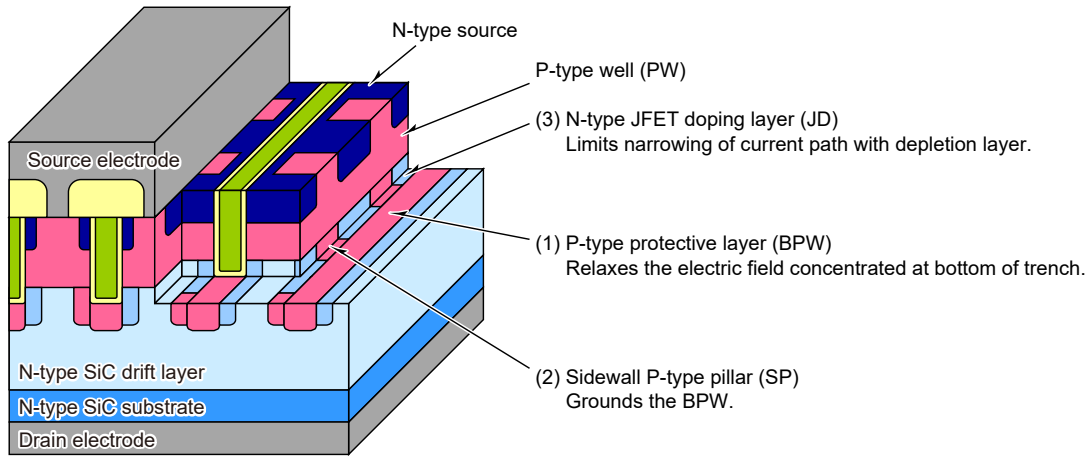 N-type source
P-type well (PW)
(3) N-type JFET doping layer (JD)
Limits narrowing of current path with depletion layer.
Source electrode
(1) P-type protective layer (BPW)
Relaxes the electric field concentrated at bottom of trench.
N-type SiC drift layer
(2) Sidewall P-type pillar (SP)
Grounds the BPW.
N-type SiC substrate
Drain electrode